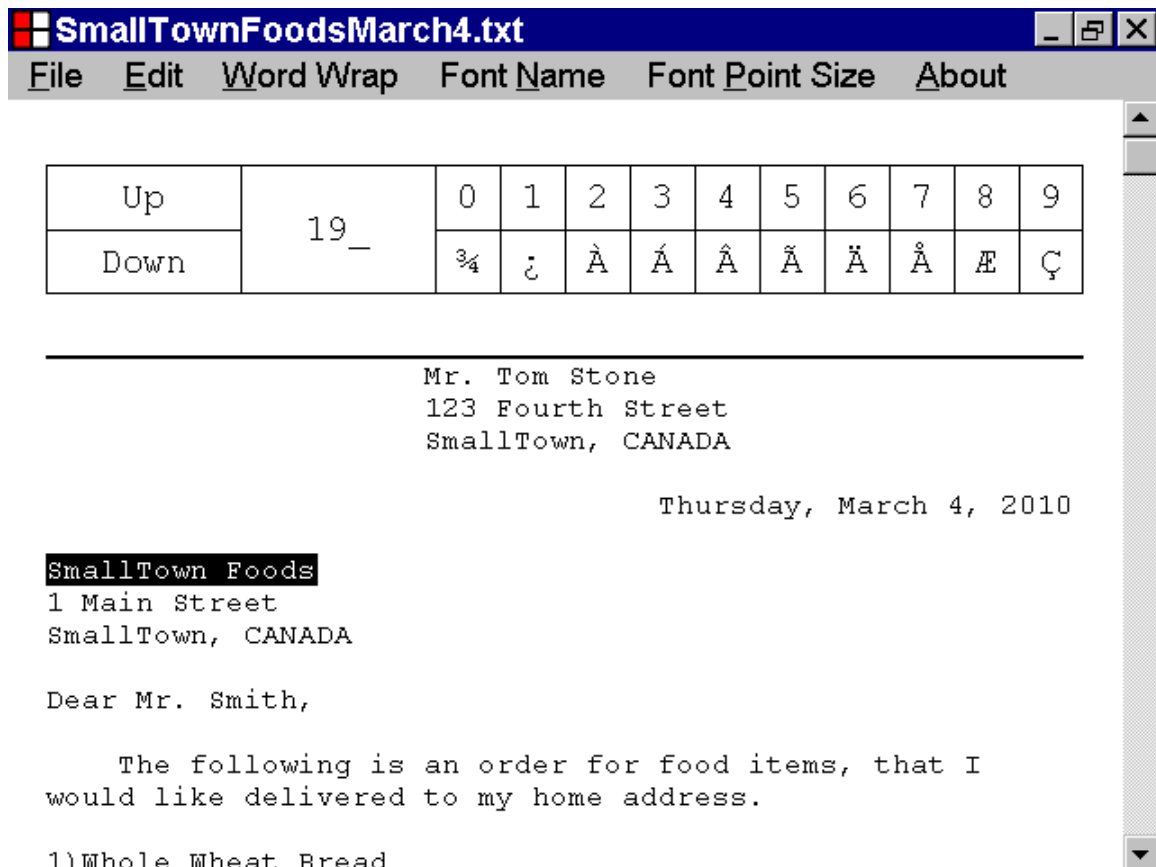 SmallTownFoodsMarch4.txt
File Edit Word Wrap Font Name Font Point Size About
Up 19_ 0 1 2 3 4 5 6 7 8 9
Down ¾ ¿ À Á Â Ã Ä Å Æ Ç
Mr. Tom Stone
123 Fourth Street
SmallTown, CANADA
Thursday, March 4, 2010
SmallTown Foods
1 Main Street
SmallTown, CANADA
Dear Mr. Smith,
The following is an order for food items, that I
would like delivered to my home address.
1)Whole Wheat Bread